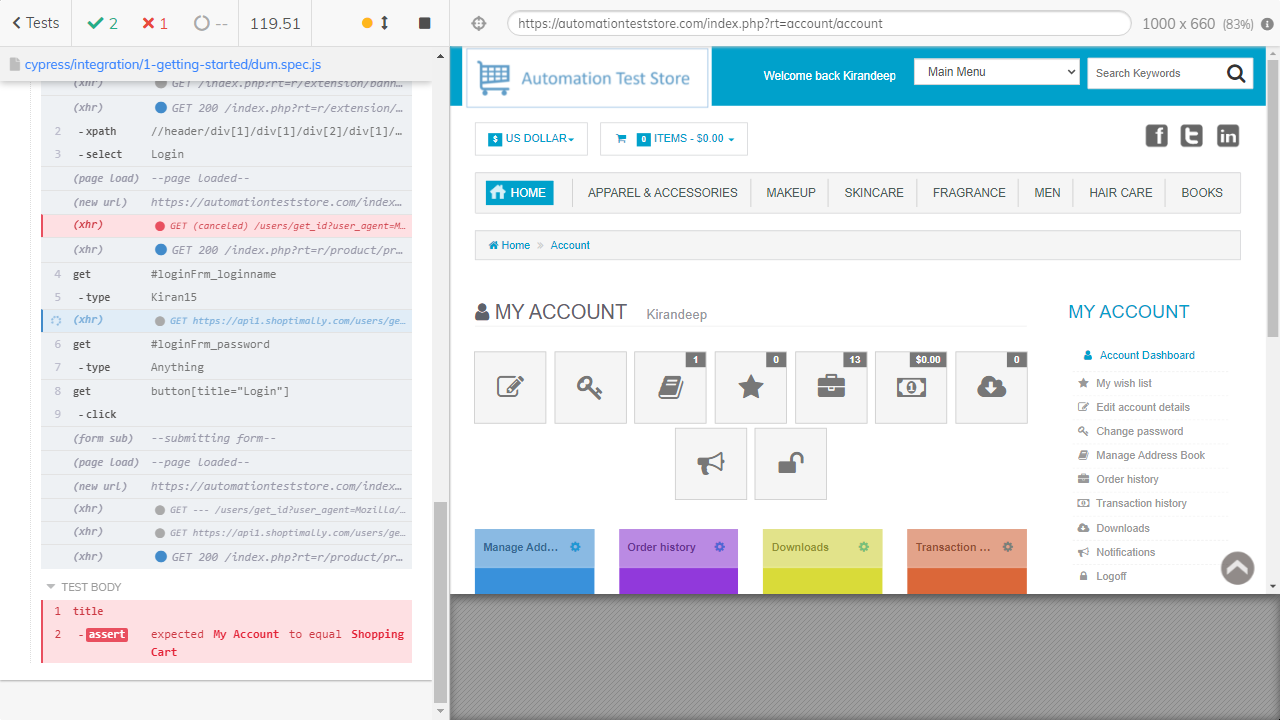 Tests
2
1
--
119.51
https://automationteststore.com/index.php?rt=account/account
1000 x 660 (83%)
cypress/integration/1-getting-started/dum.spec.js
(xhr) GET /index.php?rt=r/extension/bann…
(xhr) GET 200 /index.php?rt=r/extension/…
2 -xpath //header/div[1]/div[1]/div[2]/div[1]/…
3 -select Login
(page load) --page loaded--
(new url) https://automationteststore.com/index…
(xhr) GET (canceled) /users/get_id?user_agent=M…
(xhr) GET 200 /index.php?rt=r/product/pr…
4 get #loginFrm_loginname
5 -type Kiran15
(xhr) GET https://api1.shoptimally.com/users/ge…
6 get #loginFrm_password
7 -type Anything
8 get button[title="Login"]
9 -click
(form sub) --submitting form--
(page load) --page loaded--
(new url) https://automationteststore.com/index…
(xhr) GET --- /users/get_id?user_agent=Mozilla/…
(xhr) GET https://api1.shoptimally.com/users/ge…
(xhr) GET 200 /index.php?rt=r/product/pr…
TEST BODY
1 title
2 -assert expected My Account to equal Shopping
Cart
Automation Test Store
Welcome back Kirandeep
Main Menu
Search Keywords
$ US DOLLAR
0 ITEMS - $0.00
HOME
APPAREL & ACCESSORIES
MAKEUP
SKINCARE
FRAGRANCE
MEN
HAIR CARE
BO
Home
Account
MY ACCOUNT Kirandeep
1
0
13
$0.00
0
Manage Add…
Order history
Downloads
Transaction …
MY ACCOUNT
Account Dashboard
My wish list
Edit account details
Change password
Manage Address Book
Order history
Transaction history
Downloads
Notifications
Logoff